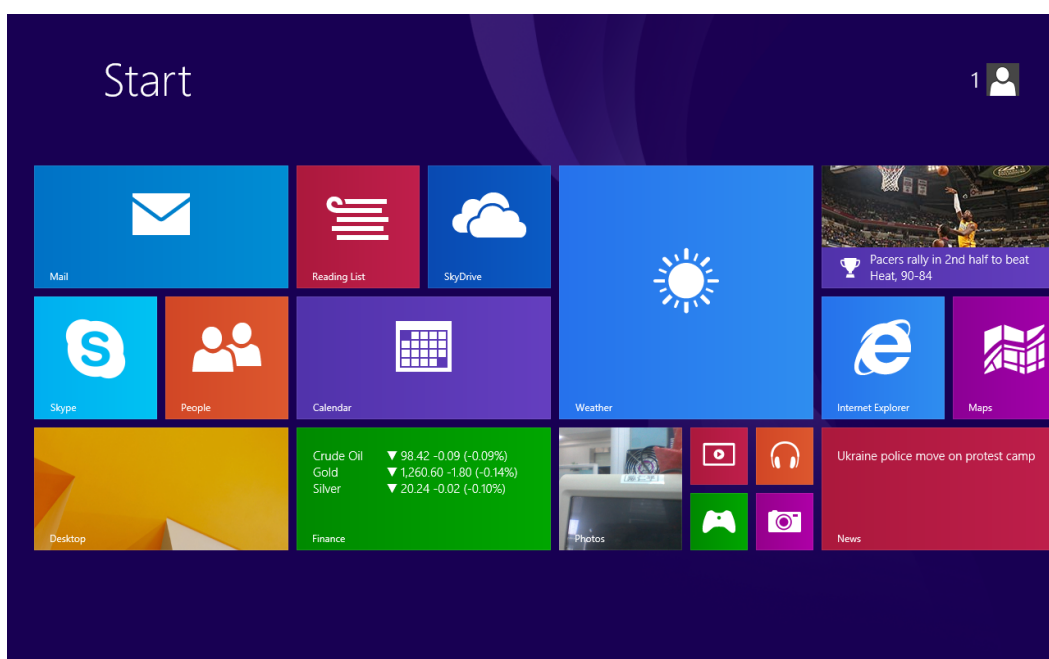 Start
1
Mail
Reading List
SkyDrive
Pacers rally in 2nd half to beat
Heat, 90-84
Skype
People
Calendar
Weather
Internet Explorer
Maps
Desktop
Crude Oil ▼ 98.42 -0.09 (-0.09%)
Gold ▼ 1,260.60 -1.80 (-0.14%)
Silver ▼ 20.24 -0.02 (-0.10%)
Finance
Photos
Ukraine police move on protest camp
News